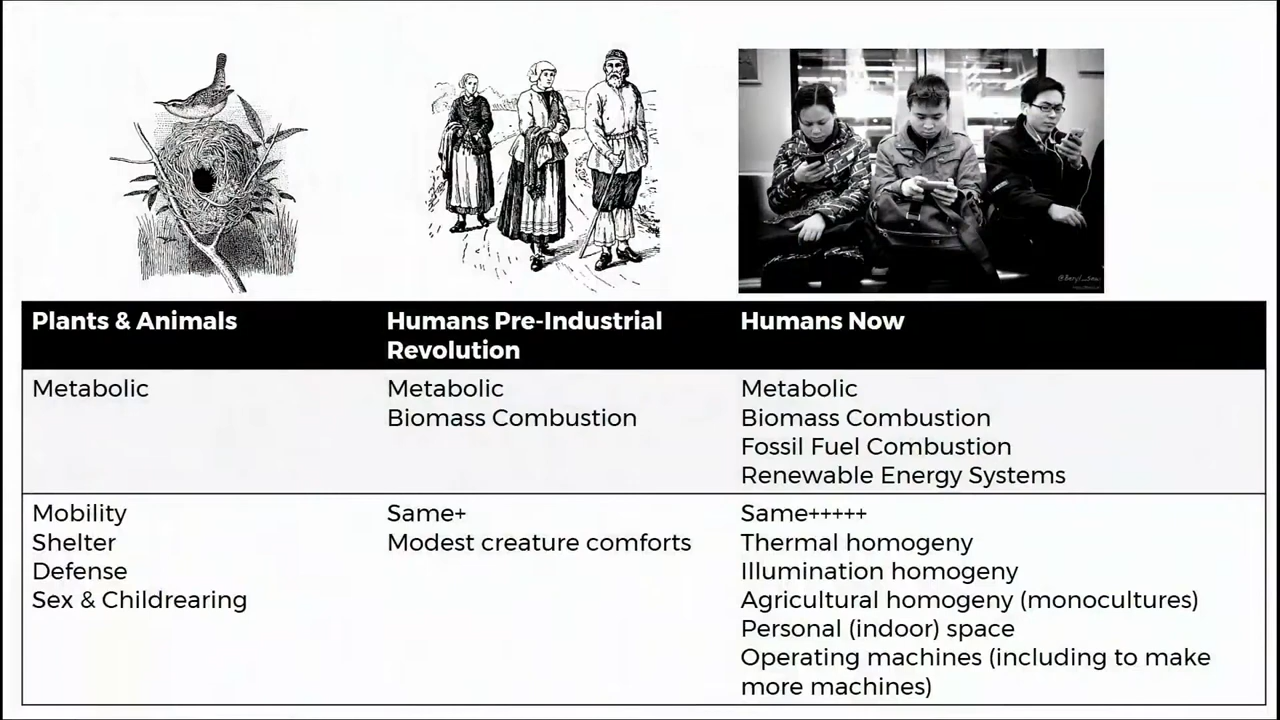 @Beryl_snw
Plants & Animals
Humans Pre-Industrial
Revolution
Humans Now
Metabolic
Metabolic
Biomass Combustion
Metabolic
Biomass Combustion
Fossil Fuel Combustion
Renewable Energy Systems
Mobility
Shelter
Defense
Sex & Childrearing
Same+
Modest creature comforts
Same+++++
Thermal homogeny
Illumination homogeny
Agricultural homogeny (monocultures)
Personal (indoor) space
Operating machines (including to make
more machines)